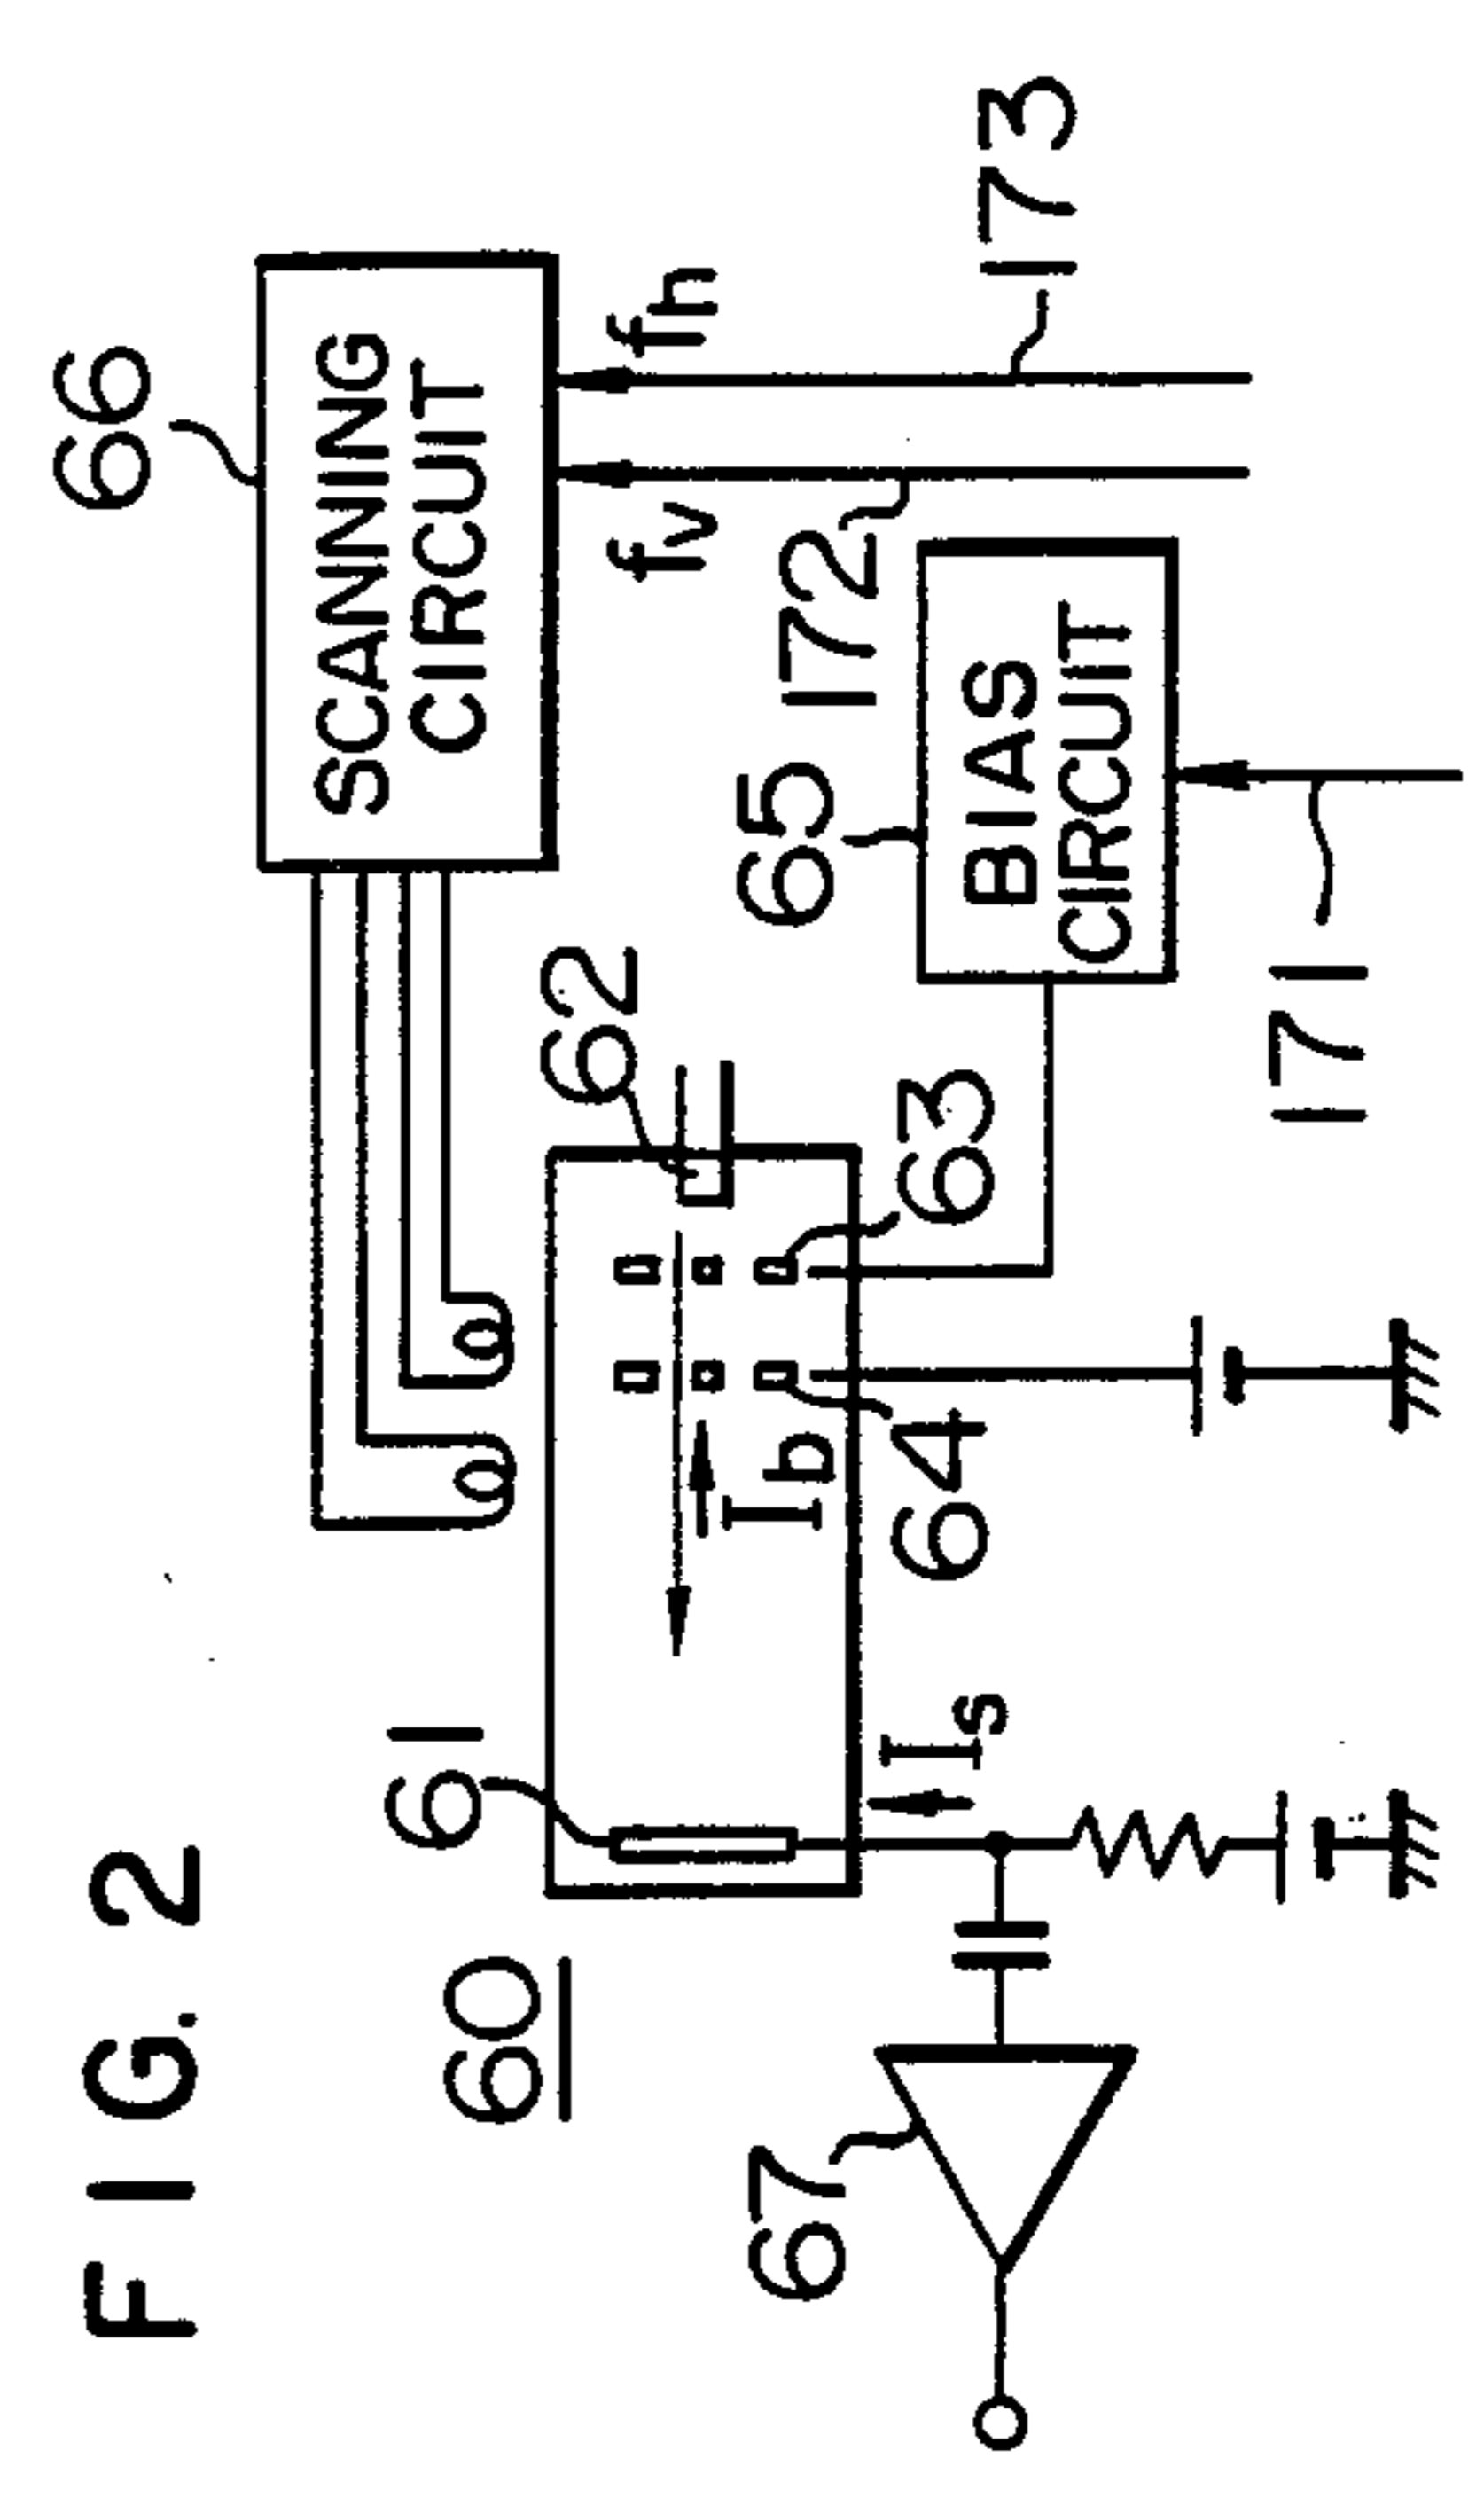 FIG. 2
66
SCANNING
CIRCUIT
fv
fh
173
172
65
BIAS
CIRCUIT
171
62
63
64
Ib
61
Is
60
67